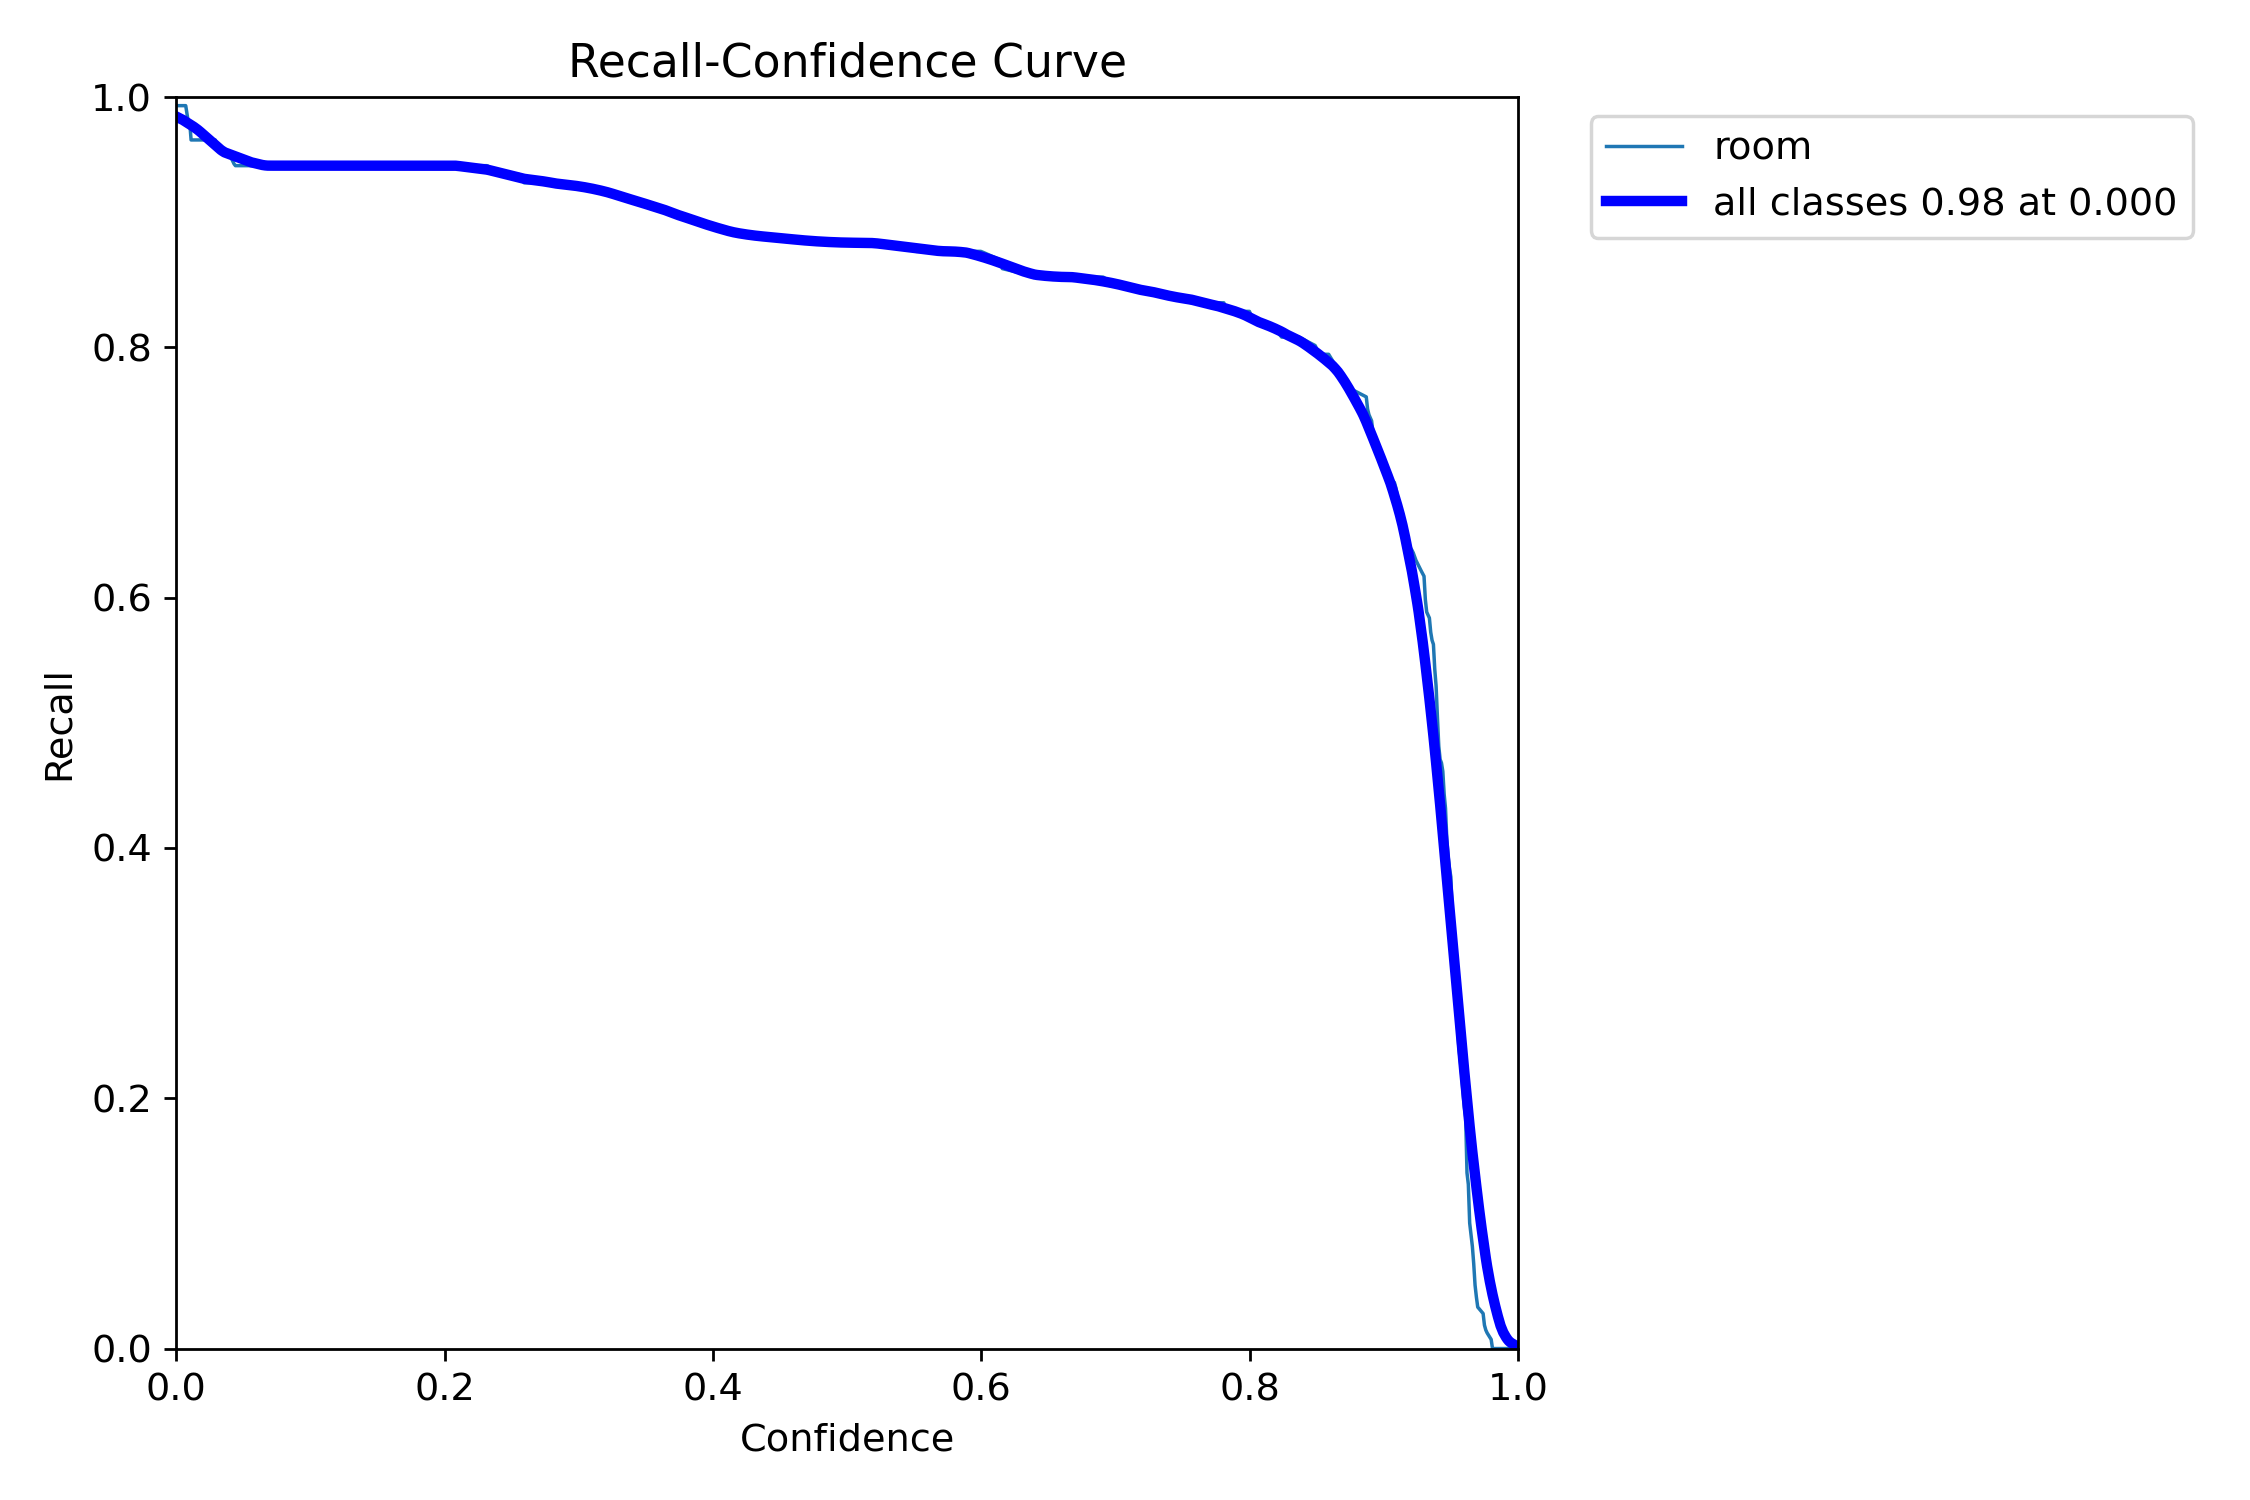 Recall-Confidence Curve
room
all classes 0.98 at 0.000
1.0
0.8
0.6
0.4
0.2
0.0
Recall
0.0 0.2 0.4 0.6 0.8 1.0
Confidence